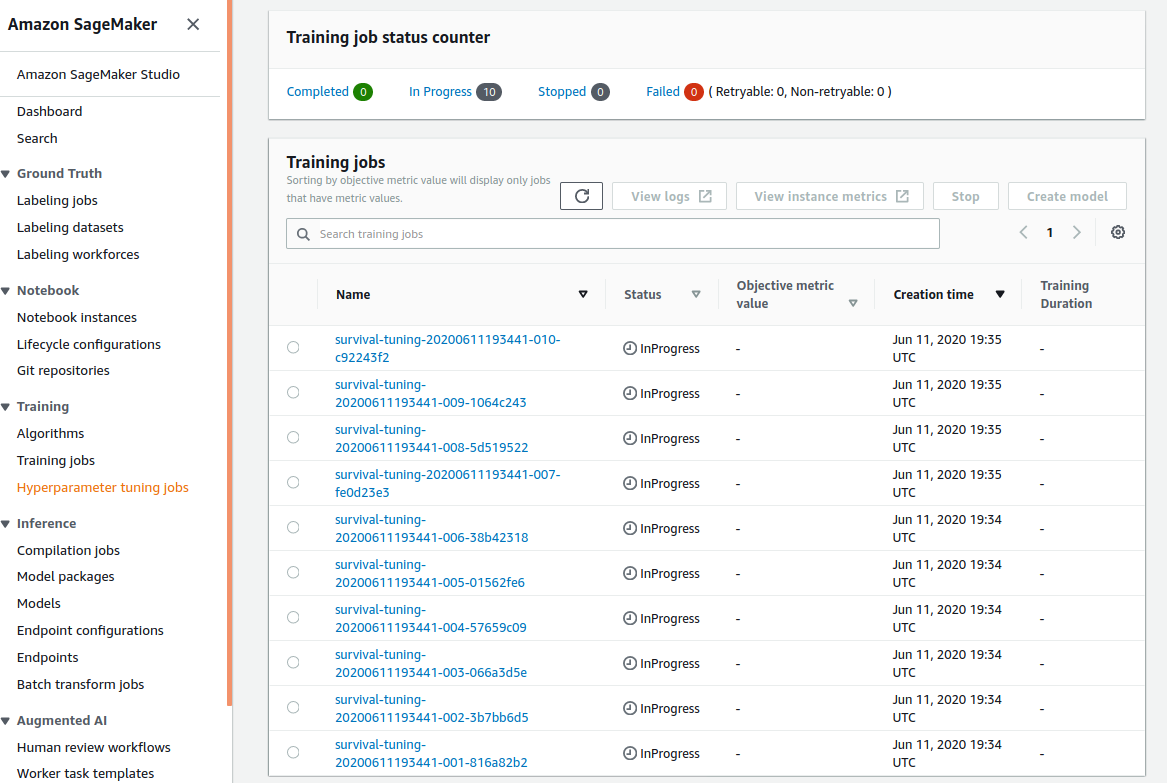 Amazon SageMaker
Amazon SageMaker Studio
Dashboard
Search
Ground Truth
Labeling jobs
Labeling datasets
Labeling workforces
Notebook
Notebook instances
Lifecycle configurations
Git repositories
Training
Algorithms
Training jobs
Hyperparameter tuning jobs
Inference
Compilation jobs
Model packages
Models
Endpoint configurations
Endpoints
Batch transform jobs
Augmented AI
Human review workflows
Worker task templates
Training job status counter
Completed 0 In Progress 10 Stopped 0 Failed 0 ( Retryable: 0, Non-retryable: 0 )
Training jobs
Sorting by objective metric value will display only jobs
that have metric values.
View logs View instance metrics Stop Create model
Search training jobs
1
Name Status Objective metric
value Creation time Training
Duration
survival-tuning-20200611193441-010-
c92243f2 InProgress - Jun 11, 2020 19:35
UTC -
survival-tuning-
20200611193441-009-1064c243 InProgress - Jun 11, 2020 19:35
UTC -
survival-tuning-
20200611193441-008-5d519522 InProgress - Jun 11, 2020 19:35
UTC -
survival-tuning-20200611193441-007-
fe0d23e3 InProgress - Jun 11, 2020 19:35
UTC -
survival-tuning-
20200611193441-006-38b42318 InProgress - Jun 11, 2020 19:34
UTC -
survival-tuning-
20200611193441-005-01562fe6 InProgress - Jun 11, 2020 19:34
UTC -
survival-tuning-
20200611193441-004-57659c09 InProgress - Jun 11, 2020 19:34
UTC -
survival-tuning-
20200611193441-003-066a3d5e InProgress - Jun 11, 2020 19:34
UTC -
survival-tuning-
20200611193441-002-3b7bb6d5 InProgress - Jun 11, 2020 19:34
UTC -
survival-tuning-
20200611193441-001-816a82b2 InProgress - Jun 11, 2020 19:34
UTC -